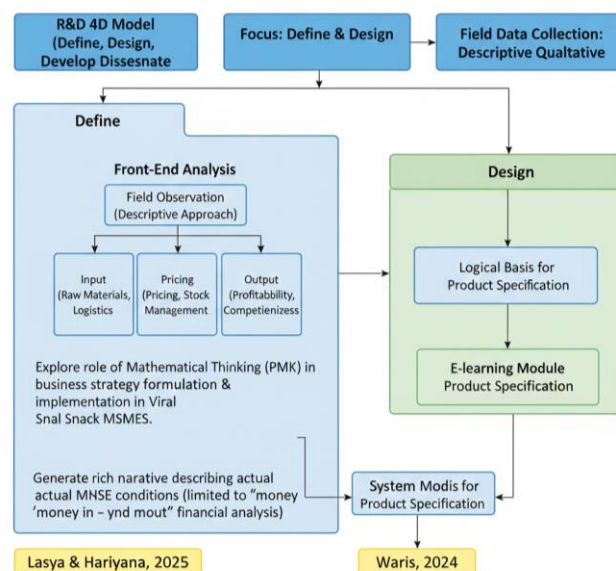 R&D 4D Model
(Define, Design,
Develop Dissesnate
Focus: Define & Design
Field Data Collection:
Descriptive Qualtative
Define
Front-End Analysis
Field Observation
(Descriptive Approach)
Input
(Raw Materials,
Logistics
Pricing
(Pricing, Stock
Management
Output
(Profitabbility,
Competienizess
Explore role of Mathematical Thinking (PMK) in
business strategy formulation &
implementation in Viral
Snal Snack MSMES.
Generate rich narative describing actual
actual MNSE conditions (limited to "money
'money in – ynd mout" financial analysis)
Design
Logical Basis for
Product Specification
E-learning Module
Product Specification
System Modis for
Product Specification
Lasya & Hariyana, 2025
Waris, 2024